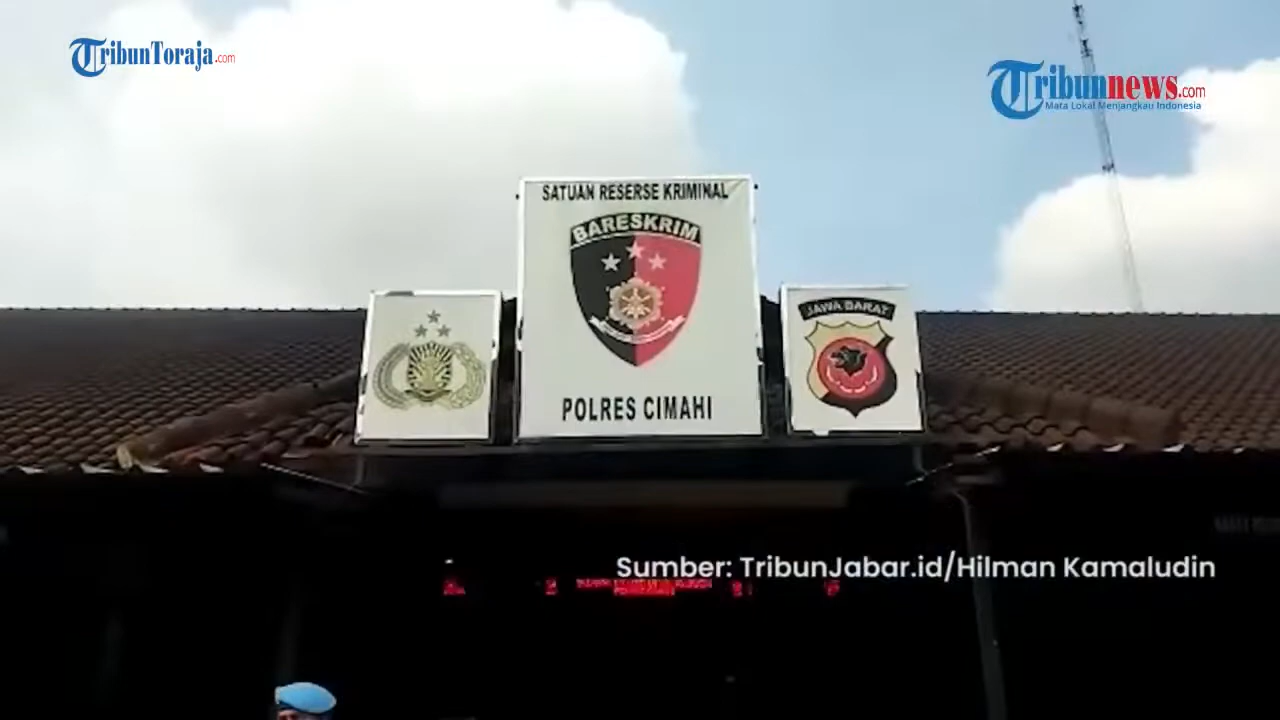 TribunToraja.com
Tribunnews.com
Mata Lokal Menjangkau Indonesia
SATUAN RESERSE KRIMINAL
BARESKRIM
POLRES CIMAHI
JAWA BARAT
Sumber: TribunJabar.id/Hilman Kamaludin